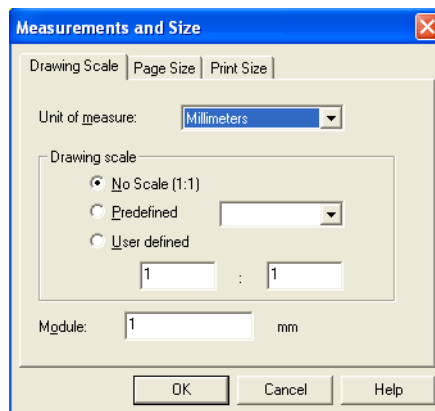 Measurements and Size
Drawing Scale Page Size Print Size
Unit of measure: Millimeters
Drawing scale
No Scale (1:1)
Predefined
User defined
1 : 1
Module: 1 mm
OK Cancel Help